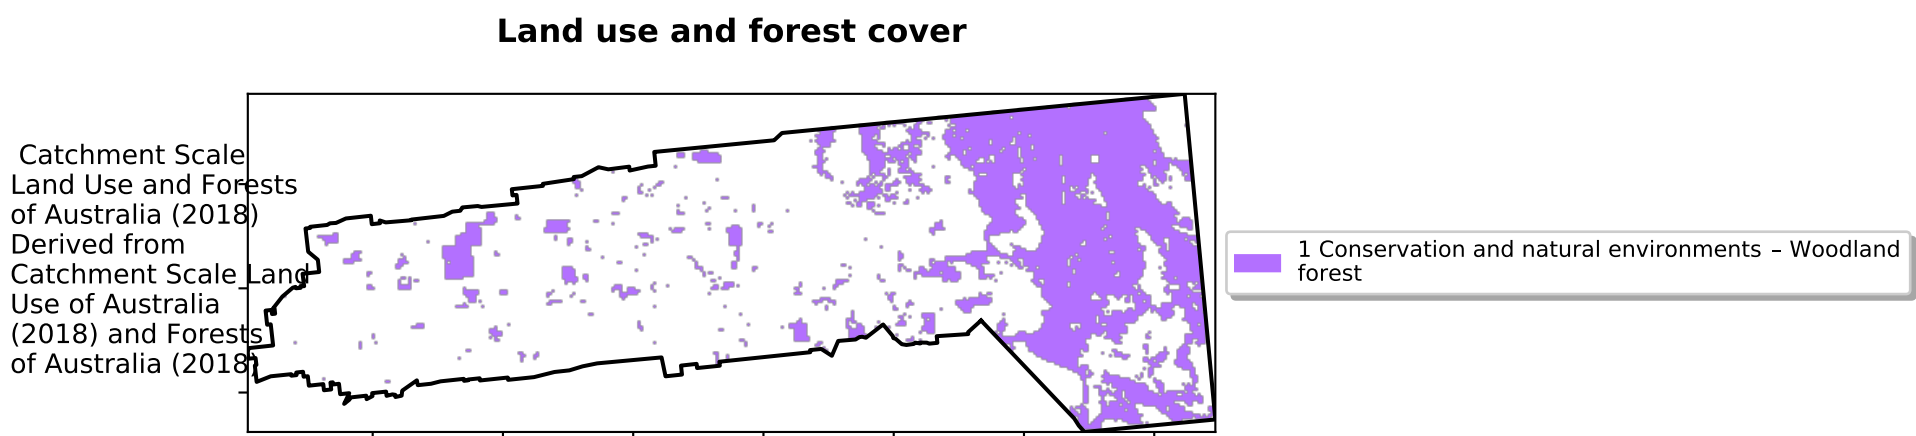 Land use and forest cover
Catchment Scale
Land Use and Forests
of Australia (2018)
Derived from
Catchment Scale Land
Use of Australia
(2018) and Forests
of Australia (2018)
1 Conservation and natural environments – Woodland
forest